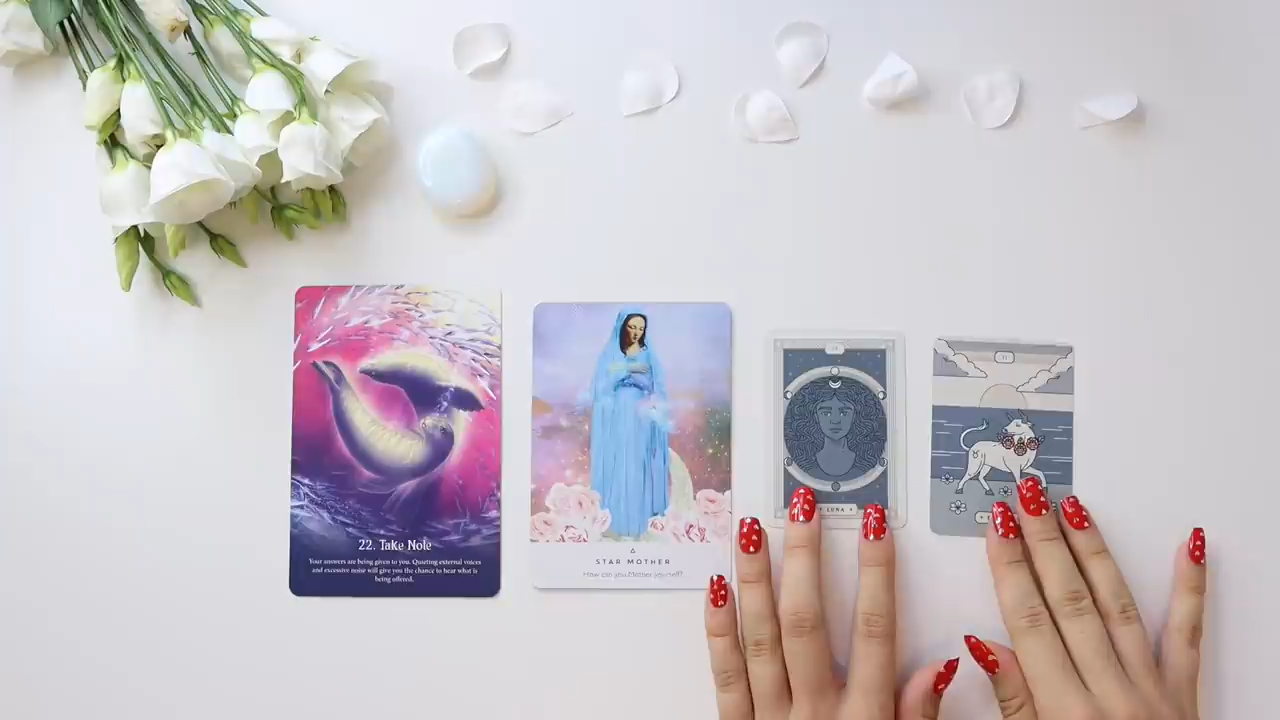 22. Take Note
Your answers are being given to you. Quieting external voices
and excessive noise will give you the chance to hear what is
being offered.
STAR MOTHER
How can you Mother yourself?
LUNA